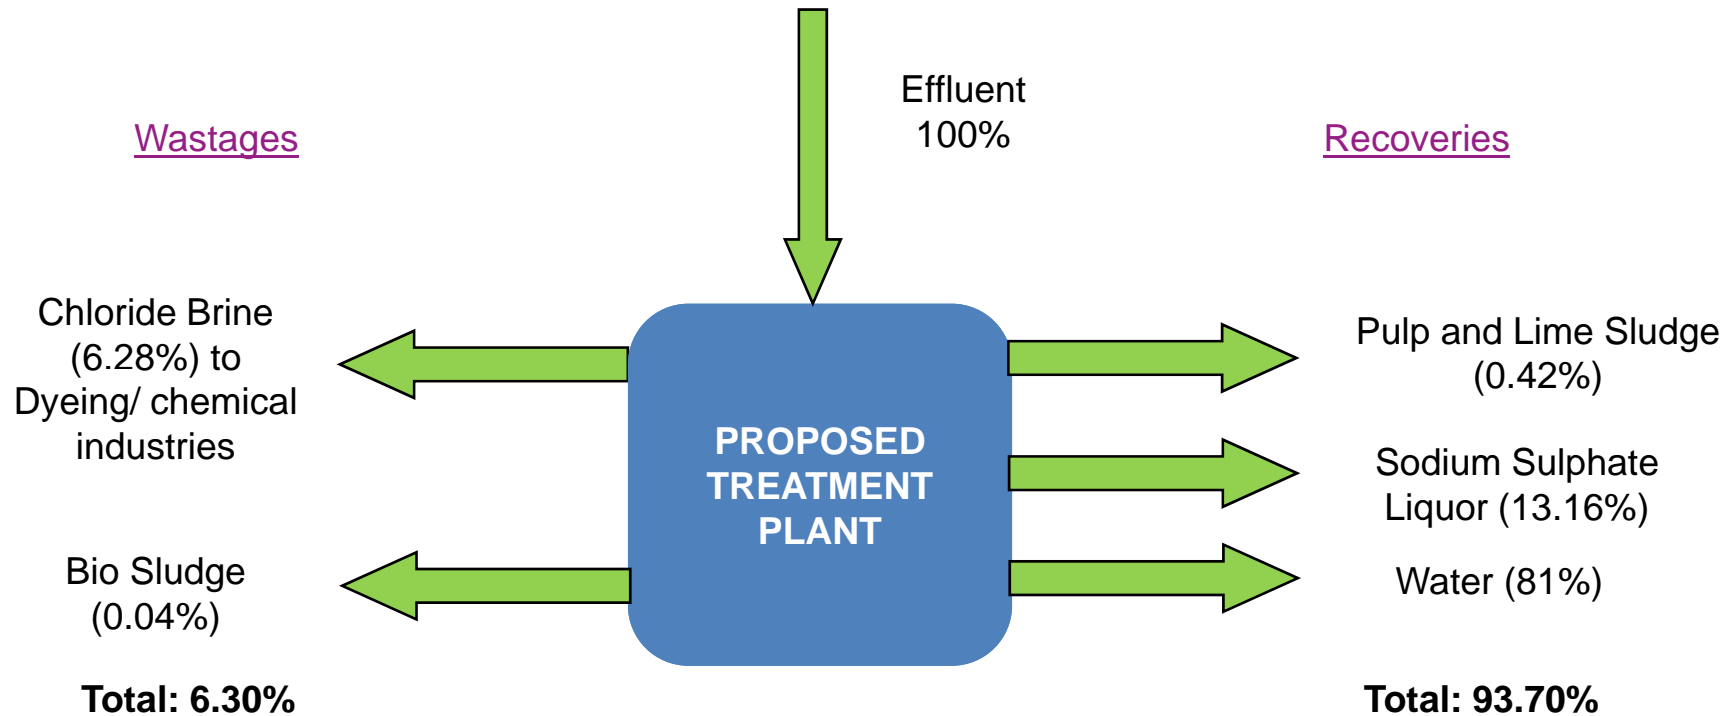 Effluent
100%
Wastages
Recoveries
Chloride Brine
(6.28%) to
Dyeing/ chemical
industries
Bio Sludge
(0.04%)
Total: 6.30%
PROPOSED
TREATMENT
PLANT
Pulp and Lime Sludge
(0.42%)
Sodium Sulphate
Liquor (13.16%)
Water (81%)
Total: 93.70%